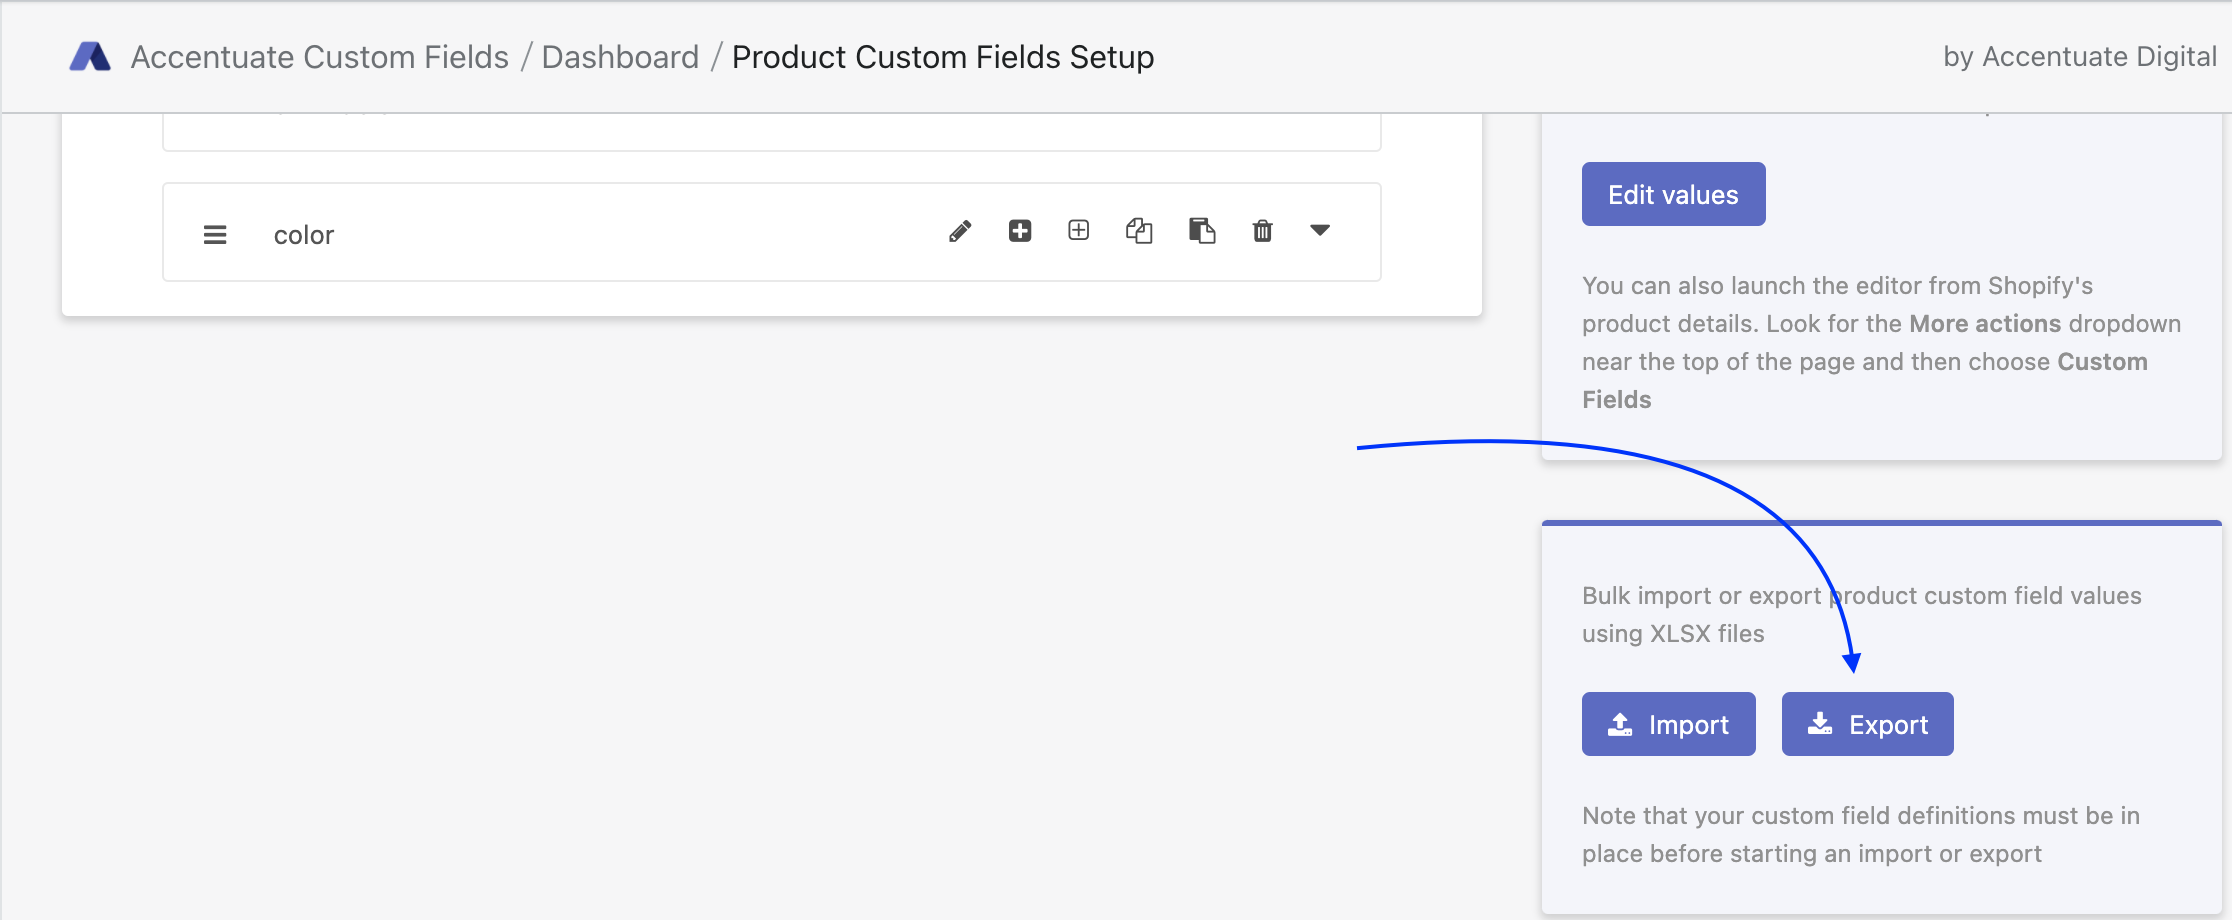 Accentuate Custom Fields / Dashboard / Product Custom Fields Setup
by Accentuate Digital
color
Edit values
You can also launch the editor from Shopify's
product details. Look for the More actions dropdown
near the top of the page and then choose Custom
Fields
Bulk import or export product custom field values
using XLSX files
Import
Export
Note that your custom field definitions must be in
place before starting an import or export